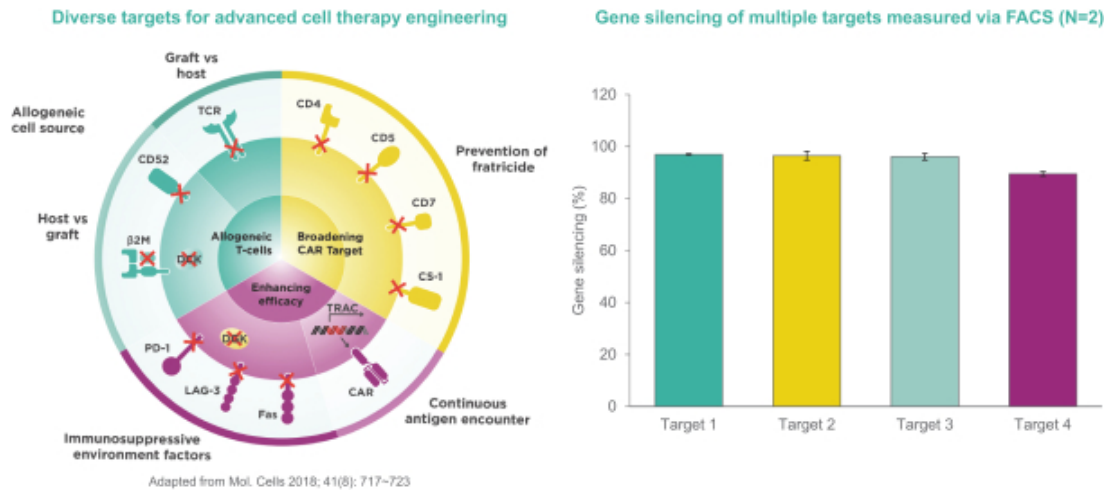 Diverse targets for advanced cell therapy engineering
Graft vs
host
Allogeneic
cell source
Host vs
graft
TCR
CD52
β2M
DGK
CD4
CD5
CD7
CS-1
Prevention of
fratricide
Allogeneic
T-cells
Broadening
CAR Target
Enhancing
efficacy
TRAC
DGK
PD-1
LAG-3
Fas
CAR
Continuous
antigen encounter
Immunosuppressive
environment factors
Adapted from Mol. Cells 2018; 41(8): 717~723
Gene silencing of multiple targets measured via FACS (N=2)
Gene silencing (%)
120
100
80
60
40
20
0
Target 1
Target 2
Target 3
Target 4